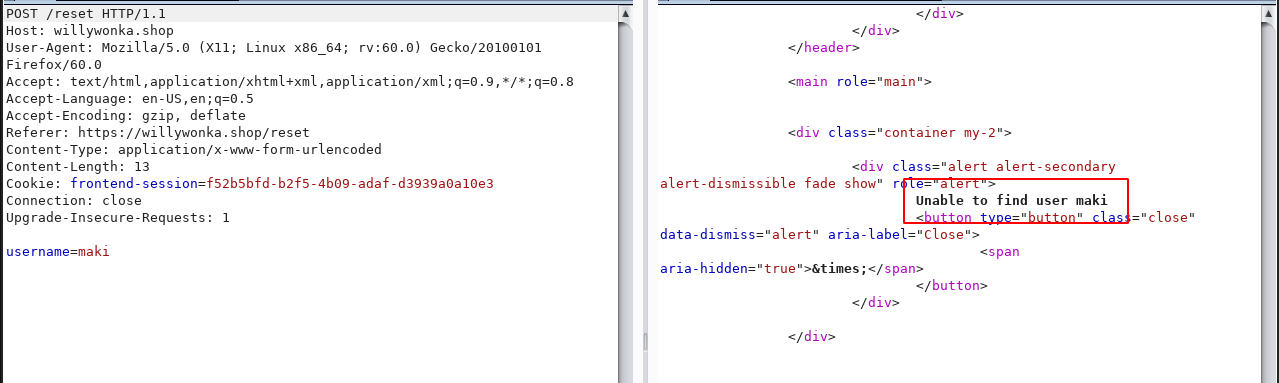 POST /reset HTTP/1.1
Host: willywonka.shop
User-Agent: Mozilla/5.0 (X11; Linux x86_64; rv:60.0) Gecko/20100101
Firefox/60.0
Accept: text/html,application/xhtml+xml,application/xml;q=0.9,*/*;q=0.8
Accept-Language: en-US,en;q=0.5
Accept-Encoding: gzip, deflate
Referer: https://willywonka.shop/reset
Content-Type: application/x-www-form-urlencoded
Content-Length: 13
Cookie: frontend-session=f52b5bfd-b2f5-4b09-adaf-d3939a0a10e3
Connection: close
Upgrade-Insecure-Requests: 1
username=maki
</div>
</div>
</header>
<main role="main">
<div class="container my-2">
<div class="alert alert-secondary
alert-dismissible fade show" role="alert">
Unable to find user maki
<button type="button" class="close"
data-dismiss="alert" aria-label="Close">
<span
aria-hidden="true">&times;</span>
</button>
</div>
</div>